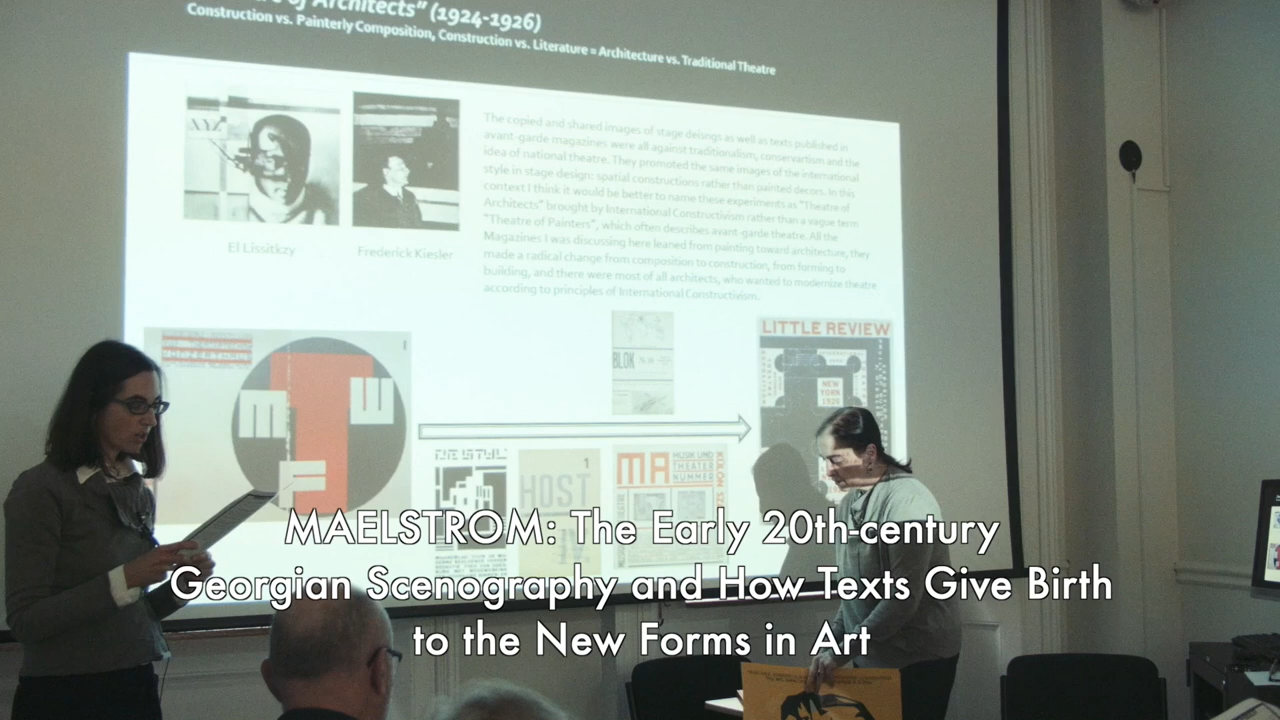 of Architects" (1924-1926)
Construction vs. Painterly Composition, Construction vs. Literature = Architecture vs. Traditional Theatre
XYZ
El Lissitkzy
Frederick Kiesler
The copied and shared images of stage deisngs as well as texts published in
avant-garde magazines were all against traditionalism, conservartism and the
idea of national theatre. They promoted the same images of the international
style in stage design: spatial constructions rather than painted decors. In this
context I think it would be better to name these experiments as "Theatre of
Architects" brought by International Constructivism rather than a vague term
"Theatre of Painters", which often describes avant-garde theatre. All the
Magazines I was discussing here leaned from painting toward architecture, they
made a radical change from composition to construction, from forming to
building, and there were most of all architects, who wanted to modernize theatre
according to principles of International Constructivism.
BLOK
LITTLE REVIEW
NEW
YORK
1926
DE STYL
HOST
1
MA
MUSIK UND
THEATER
NUMMER
MAELSTROM: The Early 20th-century
Georgian Scenography and How Texts Give Birth
to the New Forms in Art